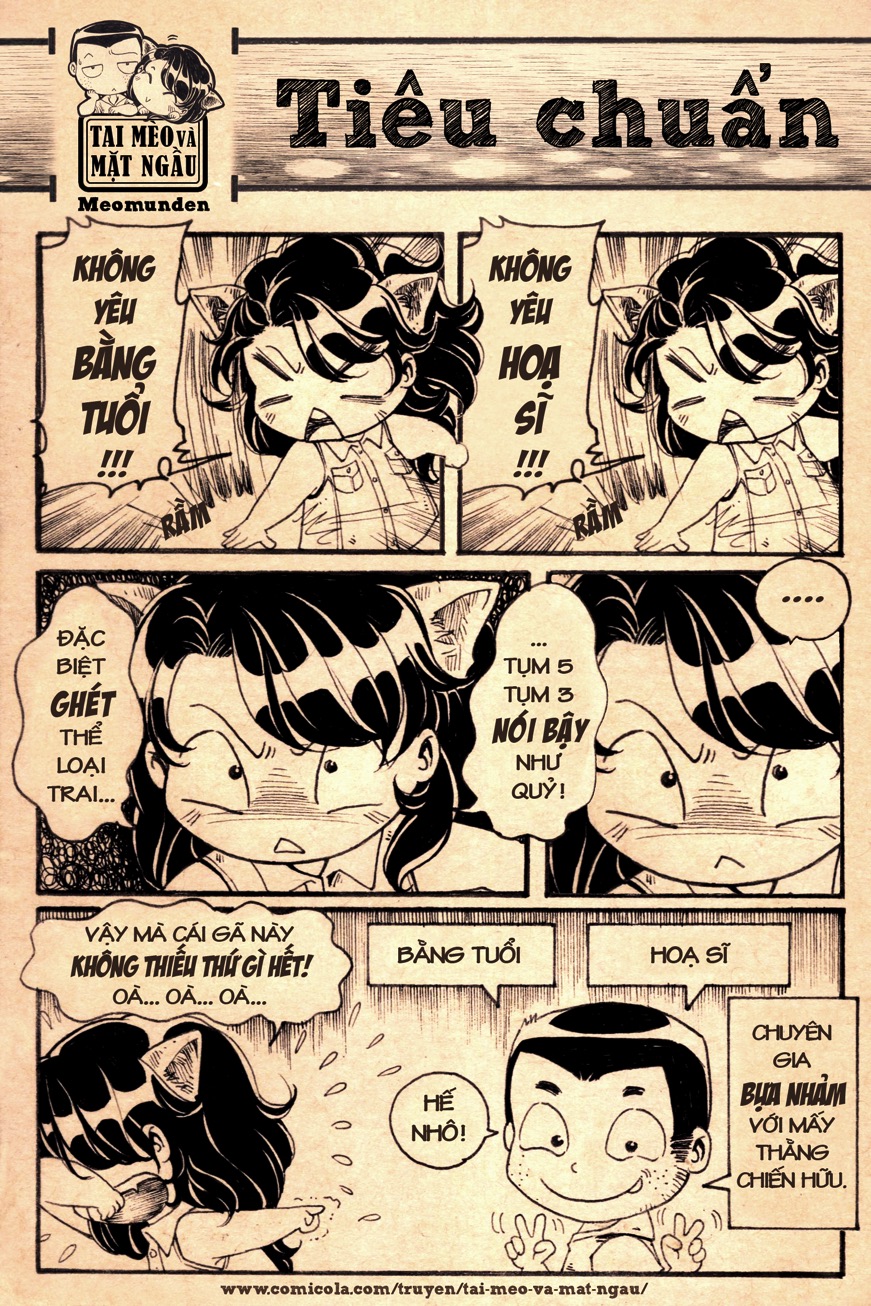 TAI MÈO VÀ
MẶT NGẦU
Meomunden
Tiêu chuẩn
KHÔNG
YÊU
BẰNG
TUỔI
!!!
RẦM
KHÔNG
YÊU
HOẠ
SĨ
!!!
RẦM
ĐẶC
BIỆT
GHÉT
THỂ
LOẠI
TRAI...
...
TỤM 5
TỤM 3
NÓI BẬY
NHƯ
QUỶ!
....
VẬY MÀ CÁI GÃ NÀY
KHÔNG THIẾU THỨ GÌ HẾT!
OÀ... OÀ... OÀ...
BẰNG TUỔI
HOẠ SĨ
HẾ
NHÔ!
CHUYÊN
GIA
BỰA NHẢM
VỚI MẤY
THẰNG
CHIẾN HỮU.
www.comicola.com/truyen/tai-meo-va-mat-ngau/